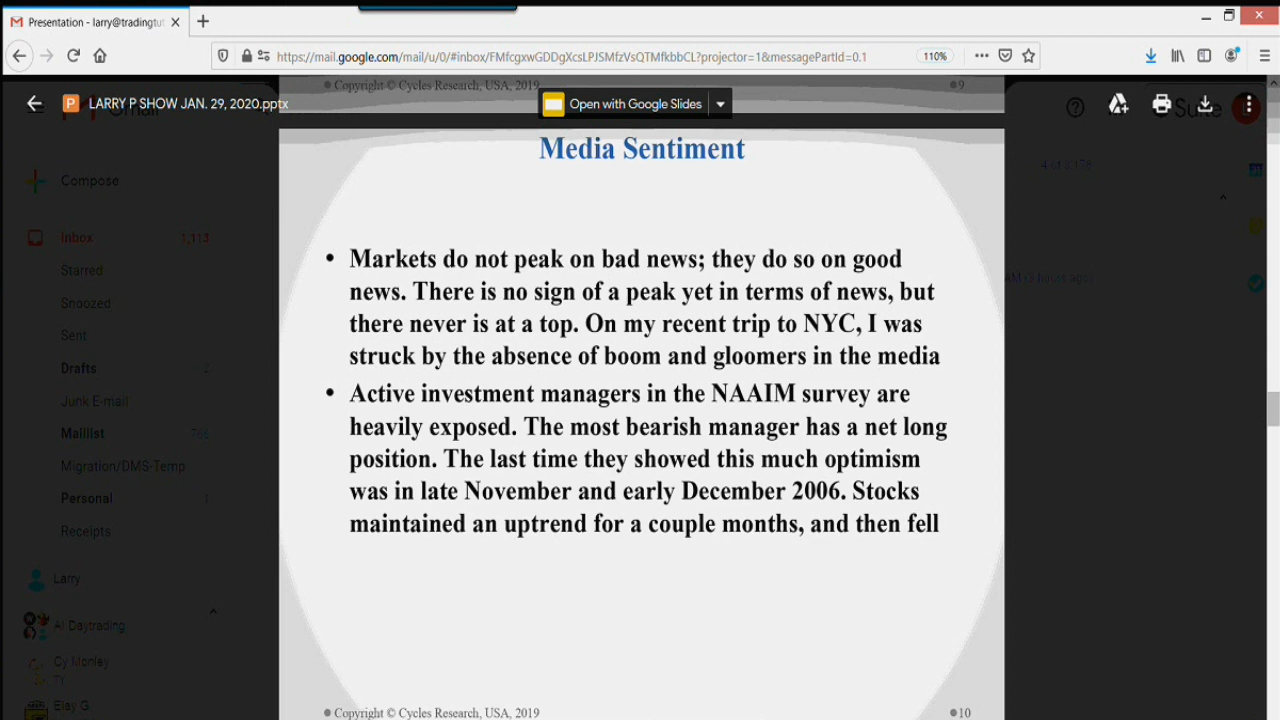 Presentation - larry@tradingtut
https://mail.google.com/mail/u/0/#inbox/FMfcgxwGDDgXcsLPJSMfzVsQTMfkbbCL?projector=1&messagePartId=0.1
110%
Copyright © Cycles Research, USA, 2019
9
LARRY P SHOW JAN. 29, 2020.pptx
Open with Google Slides
Suite
Media Sentiment
Compose
Inbox 1,113
Starred
Snoozed
Sent
Drafts
Junk E-mail
Maillist
Migration/DMS-Temp
Personal
Receipts
Larry
AI Daytrading
Cy Monley
TY
Elay G.
• Markets do not peak on bad news; they do so on good
news. There is no sign of a peak yet in terms of news, but
there never is at a top. On my recent trip to NYC, I was
struck by the absence of boom and gloomers in the media
• Active investment managers in the NAAIM survey are
heavily exposed. The most bearish manager has a net long
position. The last time they showed this much optimism
was in late November and early December 2006. Stocks
maintained an uptrend for a couple months, and then fell
Copyright © Cycles Research, USA, 2019
10